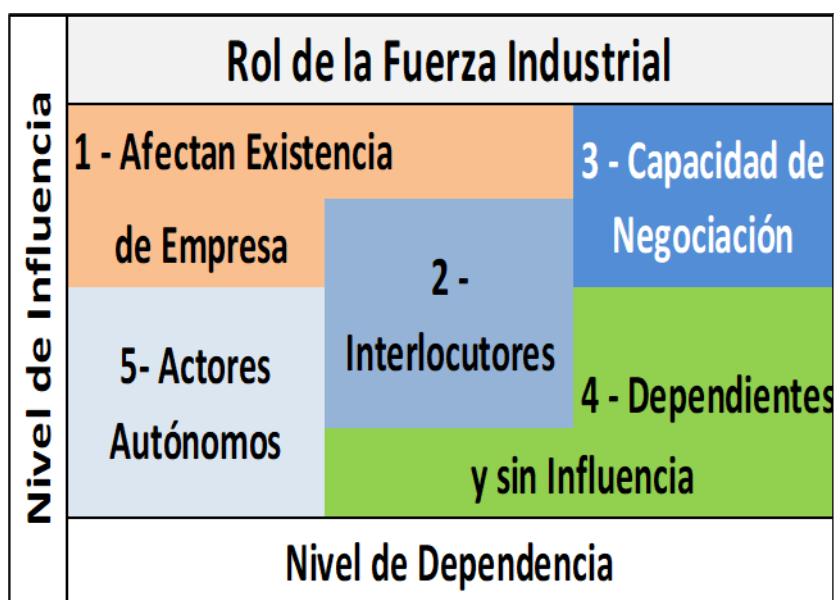 Rol de la Fuerza Industrial
Nivel de Influencia
1 - Afectan Existencia
de Empresa
3 - Capacidad de
Negociación
2 -
Interlocutores
5- Actores
Autónomos
4 - Dependientes
y sin Influencia
Nivel de Dependencia